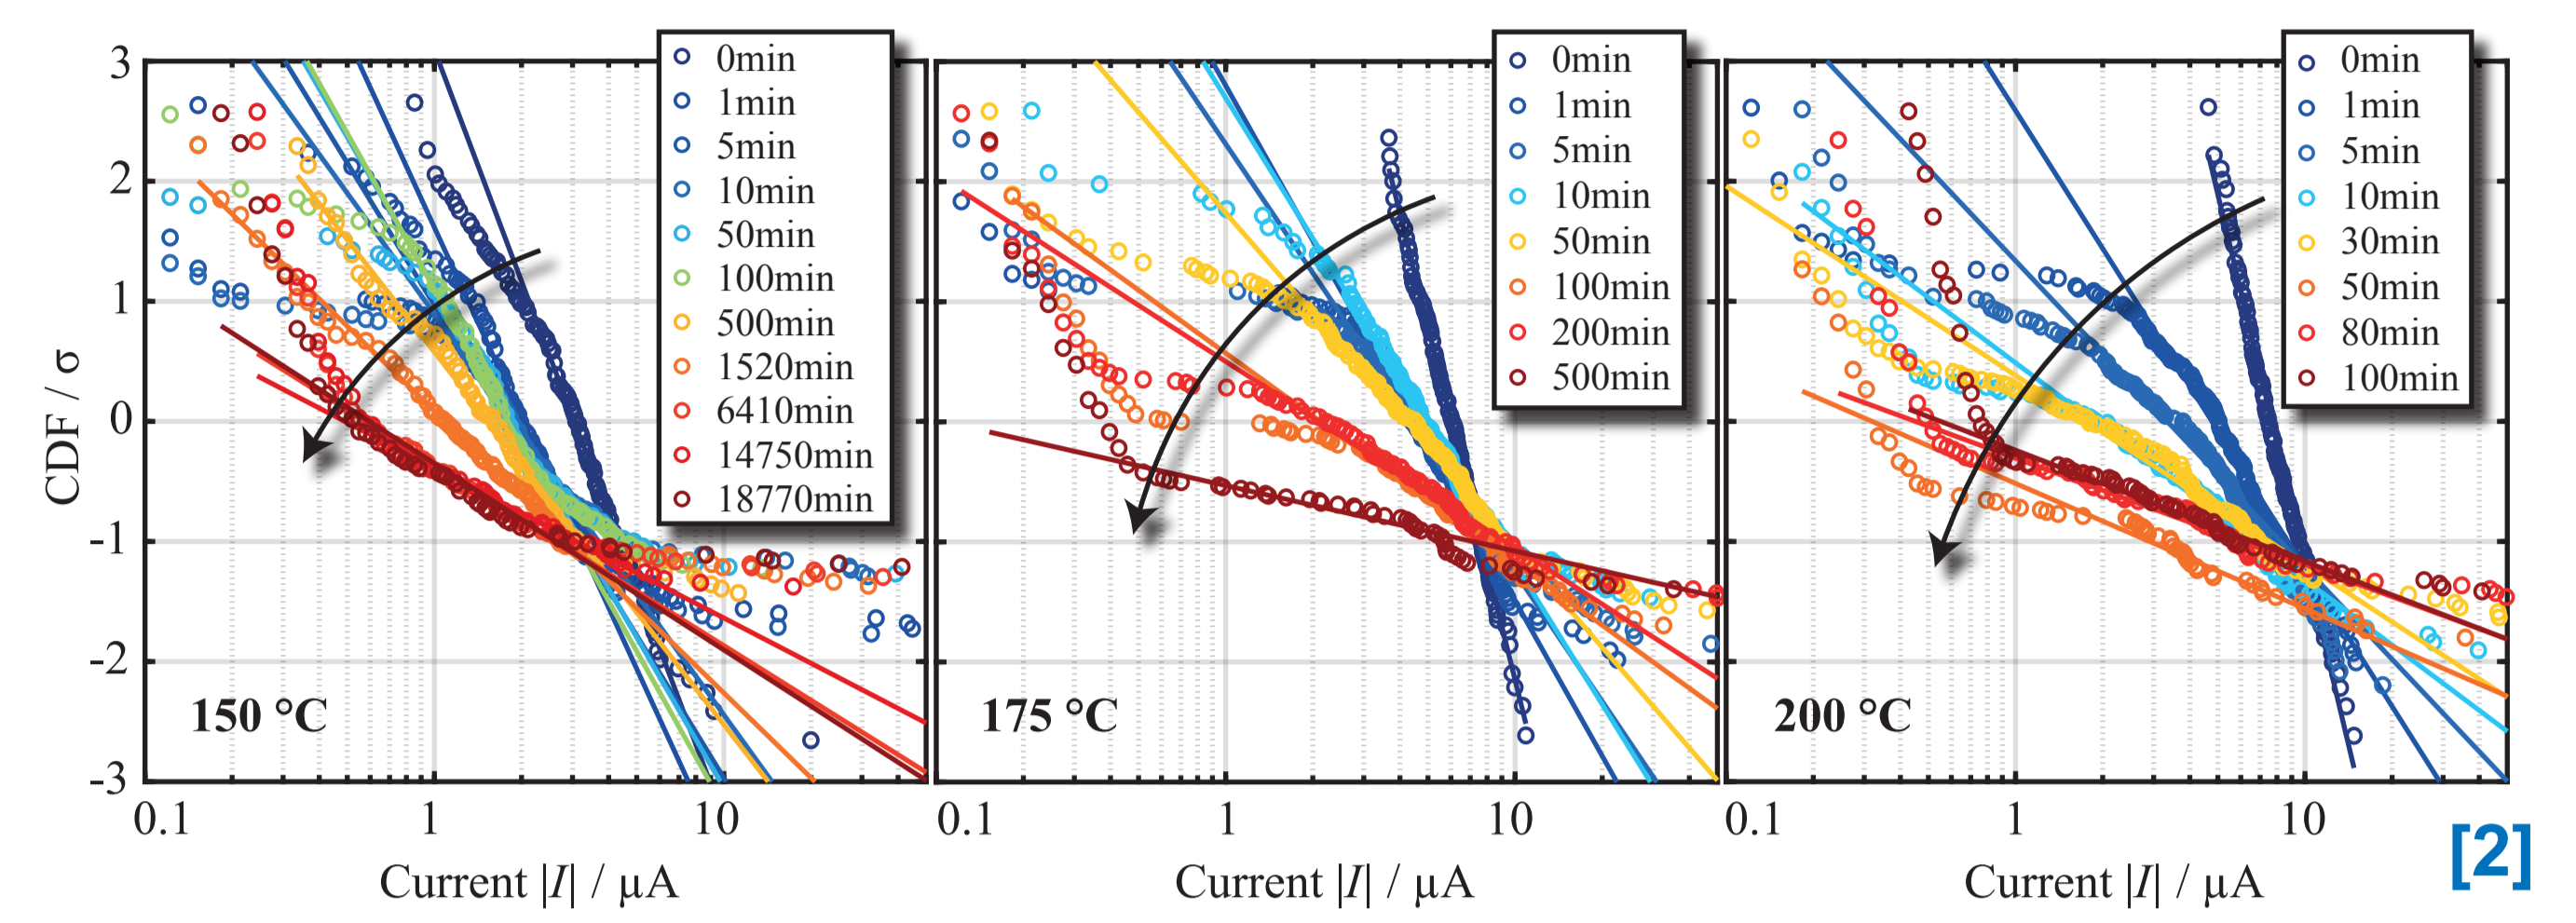 CDF / σ
3
2
1
0
-1
-2
-3
0min
1min
5min
10min
50min
100min
500min
1520min
6410min
14750min
18770min
150 °C
0.1
1
10
Current |I| / µA
0min
1min
5min
10min
50min
100min
200min
500min
175 °C
0.1
1
10
Current |I| / µA
0min
1min
5min
10min
30min
50min
80min
100min
200 °C
0.1
1
10
Current |I| / µA
[2]